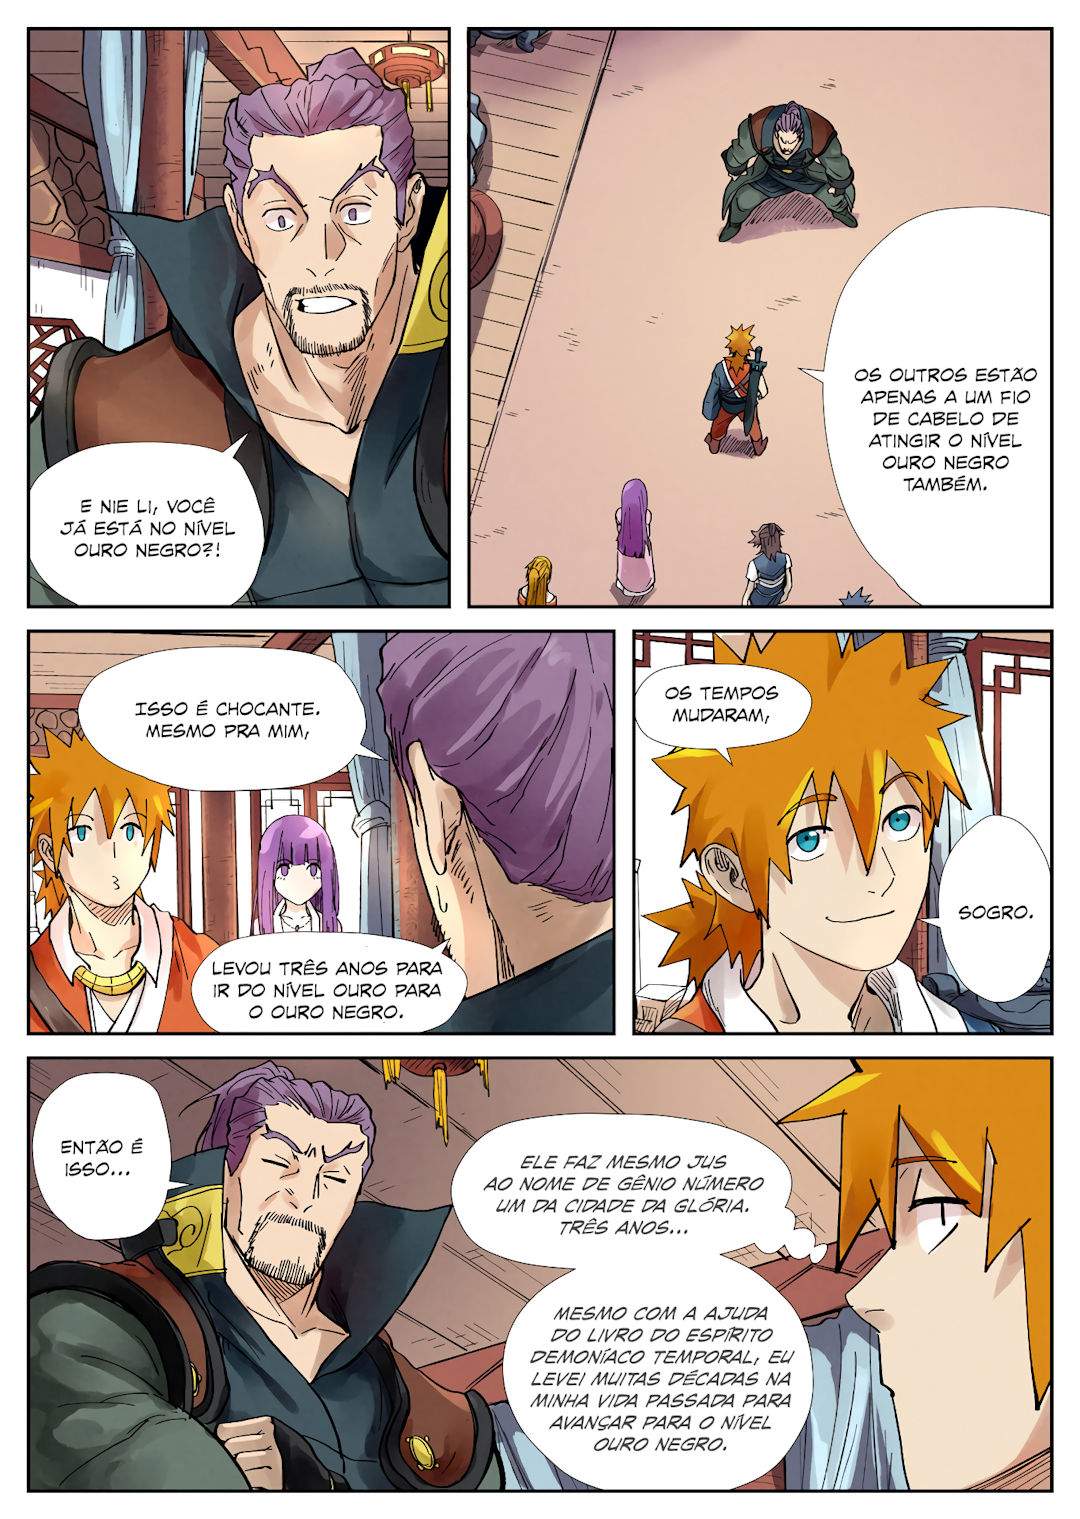 E NIE LI, VOCÊ
JÁ ESTÁ NO NÍVEL
OURO NEGRO?!
OS OUTROS ESTÃO
APENAS A UM FIO
DE CABELO DE
ATINGIR O NÍVEL
OURO NEGRO
TAMBÉM.
ISSO É CHOCANTE.
MESMO PRA MIM,
LEVOU TRÊS ANOS PARA
IR DO NÍVEL OURO PARA
O OURO NEGRO.
OS TEMPOS
MUDARAM,
SOGRO.
ENTÃO É
ISSO...
ELE FAZ MESMO JUS
AO NOME DE GÊNIO NÚMERO
UM DA CIDADE DA GLÓRIA.
TRÊS ANOS...
MESMO COM A AJUDA
DO LIVRO DO ESPÍRITO
DEMONÍACO TEMPORAL, EU
LEVEI MUITAS DÉCADAS NA
MINHA VIDA PASSADA PARA
AVANÇAR PARA O NÍVEL
OURO NEGRO.